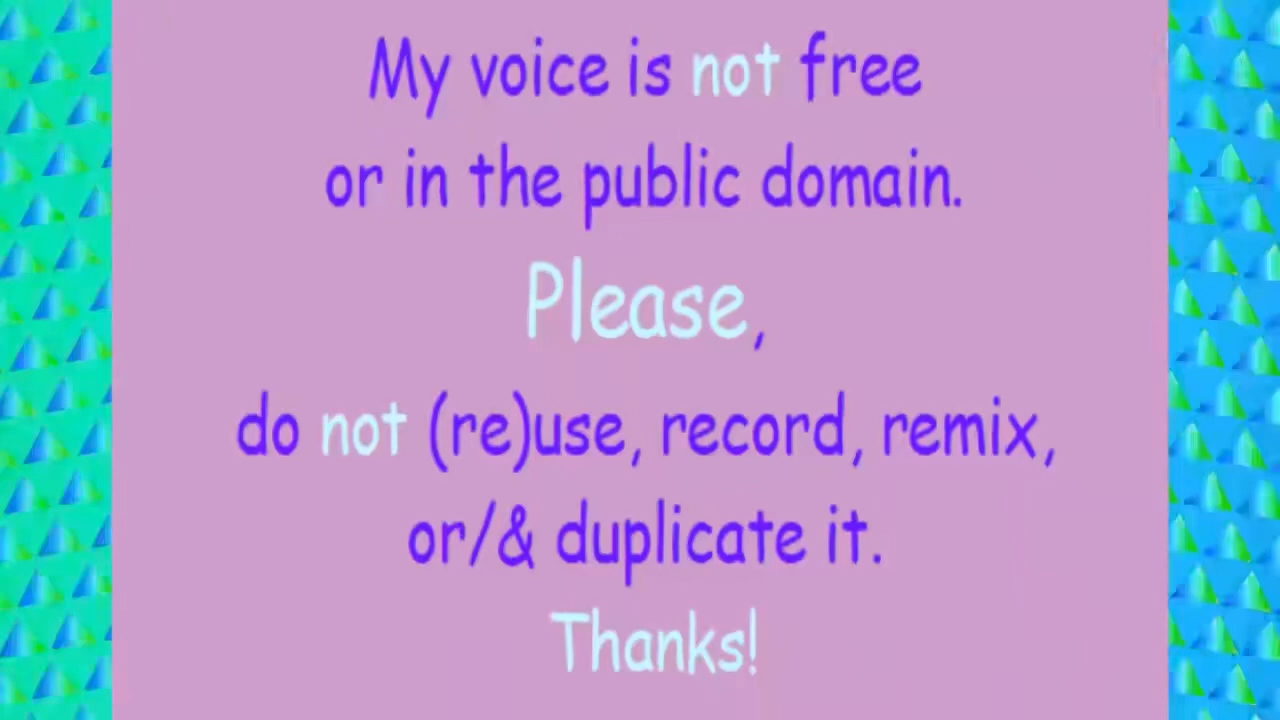 My voice is not free
or in the public domain.
Please,
do not (re)use, record, remix,
or/& duplicate it.
Thanks!